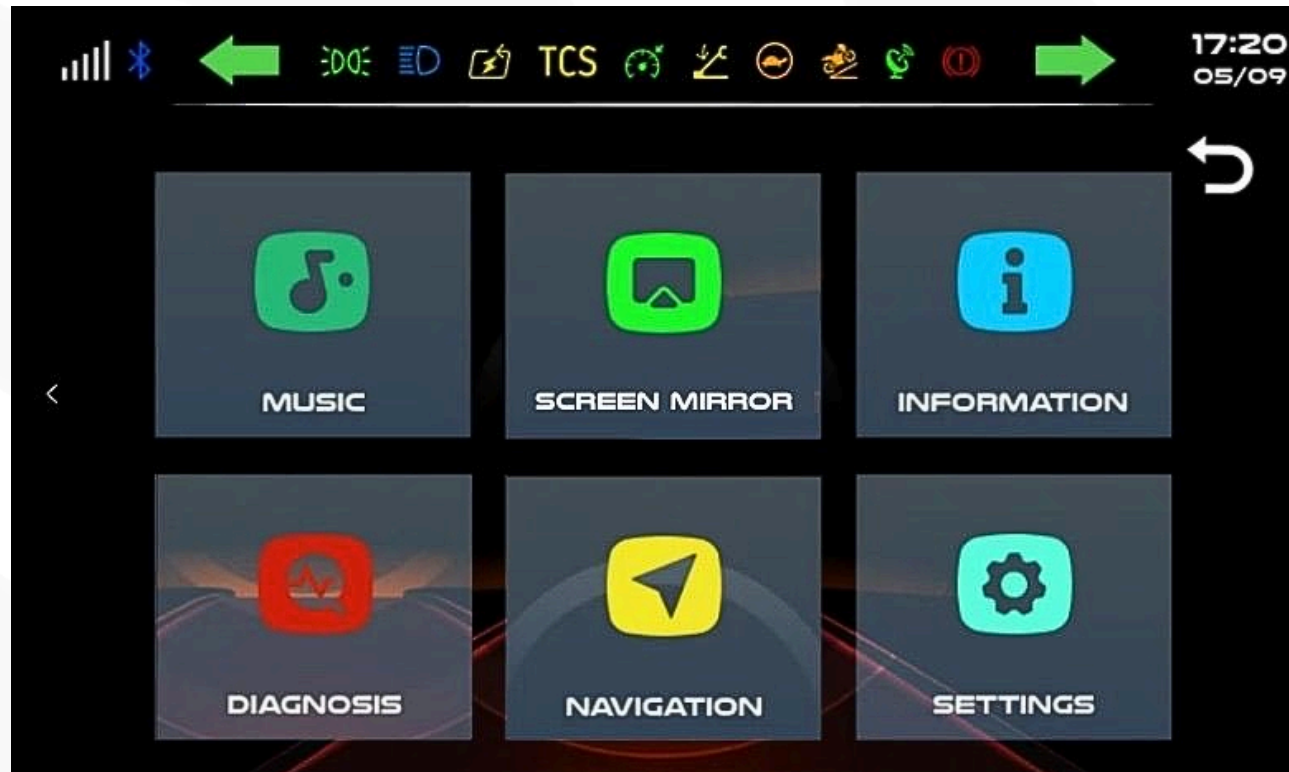 TCS
17:20
05/09
MUSIC
SCREEN MIRROR
INFORMATION
DIAGNOSIS
NAVIGATION
SETTINGS